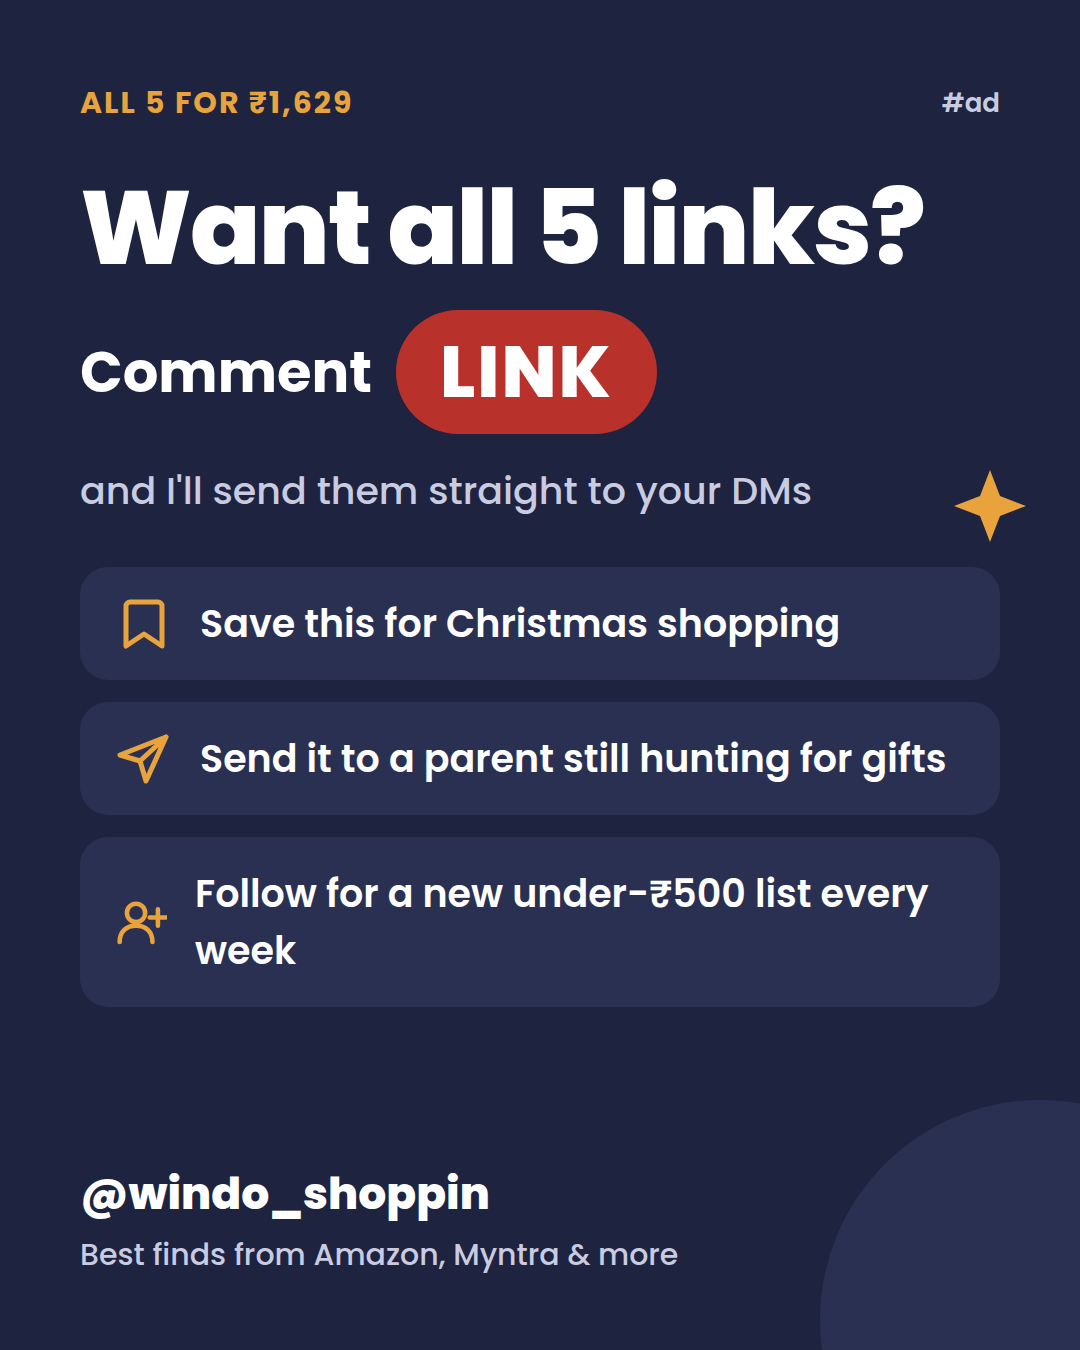 ALL 5 FOR ₹1,629
#ad
Want all 5 links?
Comment LINK
and I'll send them straight to your DMs
Save this for Christmas shopping
Send it to a parent still hunting for gifts
Follow for a new under-₹500 list every
week
@windo_shoppin
Best finds from Amazon, Myntra & more